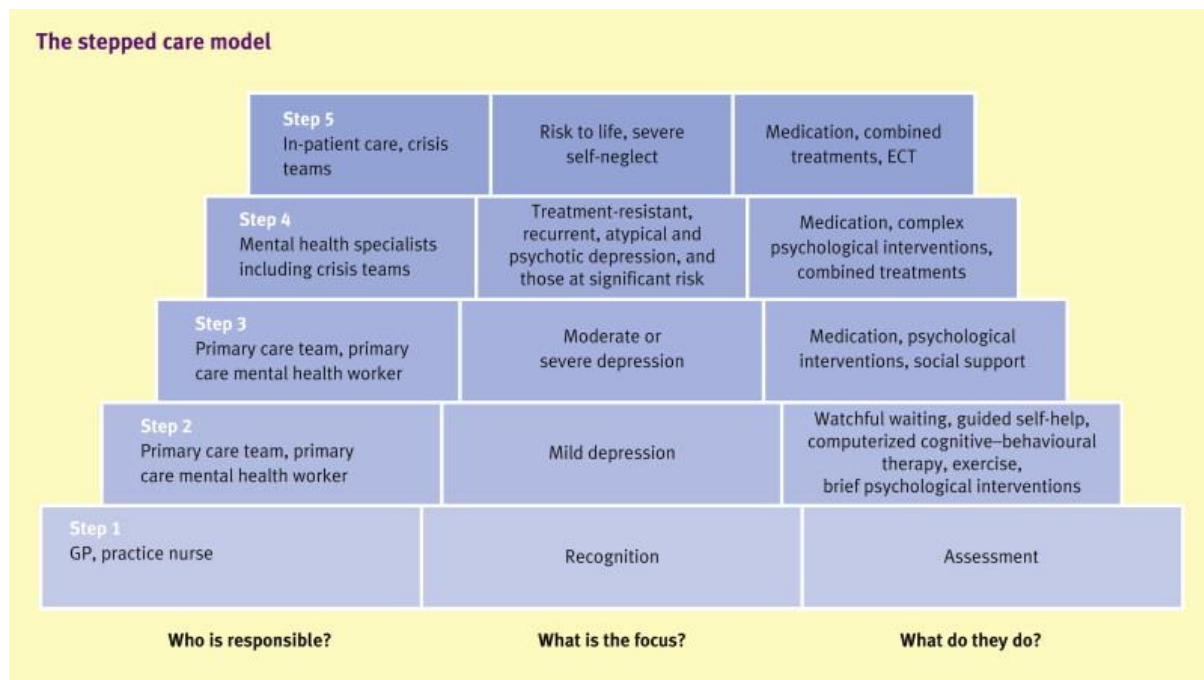 The stepped care model
Step 5
In-patient care, crisis
teams
Risk to life, severe
self-neglect
Medication, combined
treatments, ECT
Step 4
Mental health specialists
including crisis teams
Treatment-resistant,
recurrent, atypical and
psychotic depression, and
those at significant risk
Medication, complex
psychological interventions,
combined treatments
Step 3
Primary care team, primary
care mental health worker
Moderate or
severe depression
Medication, psychological
interventions, social support
Step 2
Primary care team, primary
care mental health worker
Mild depression
Watchful waiting, guided self-help,
computerized cognitive–behavioural
therapy, exercise,
brief psychological interventions
Step 1
GP, practice nurse
Recognition
Assessment
Who is responsible?
What is the focus?
What do they do?